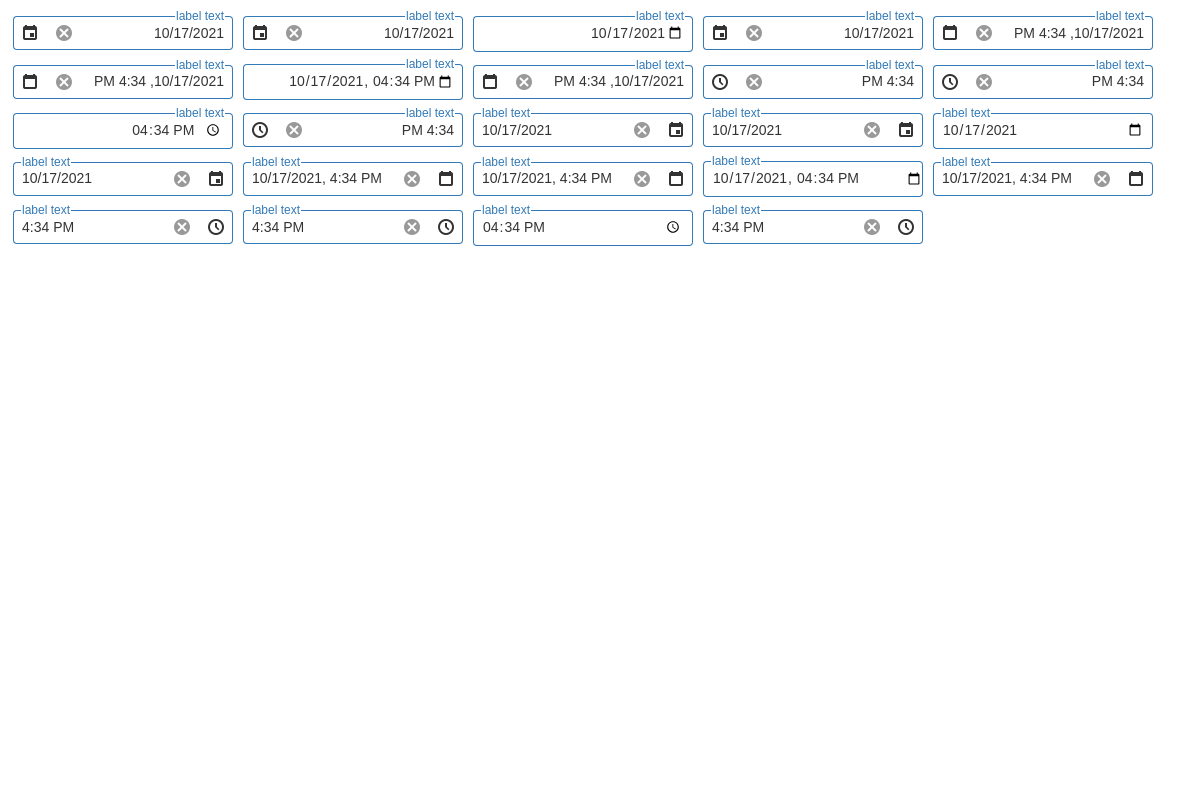 label text
10/17/2021
label text
10/17/2021
label text
10/17/2021
label text
10/17/2021
label text
PM 4:34 ,10/17/2021
label text
PM 4:34 ,10/17/2021
label text
10/17/2021, 04:34 PM
label text
PM 4:34 ,10/17/2021
label text
PM 4:34
label text
PM 4:34
label text
04:34 PM
label text
PM 4:34
label text
10/17/2021
label text
10/17/2021
label text
10/17/2021
label text
10/17/2021
label text
10/17/2021, 4:34 PM
label text
10/17/2021, 4:34 PM
label text
10/17/2021, 04:34 PM
label text
10/17/2021, 4:34 PM
label text
4:34 PM
label text
4:34 PM
label text
04:34 PM
label text
4:34 PM